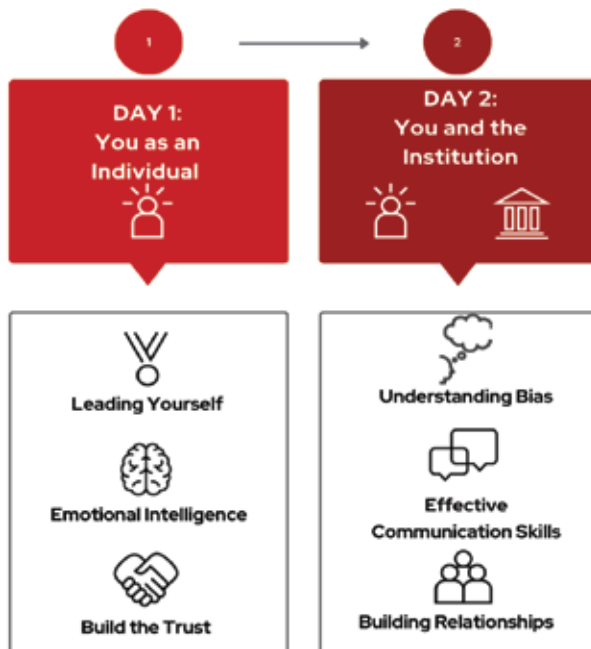 1
2
DAY 1:
You as an
Individual
DAY 2:
You and the
Institution
Leading Yourself
Emotional Intelligence
Build the Trust
Understanding Bias
Effective
Communication Skills
Building Relationships